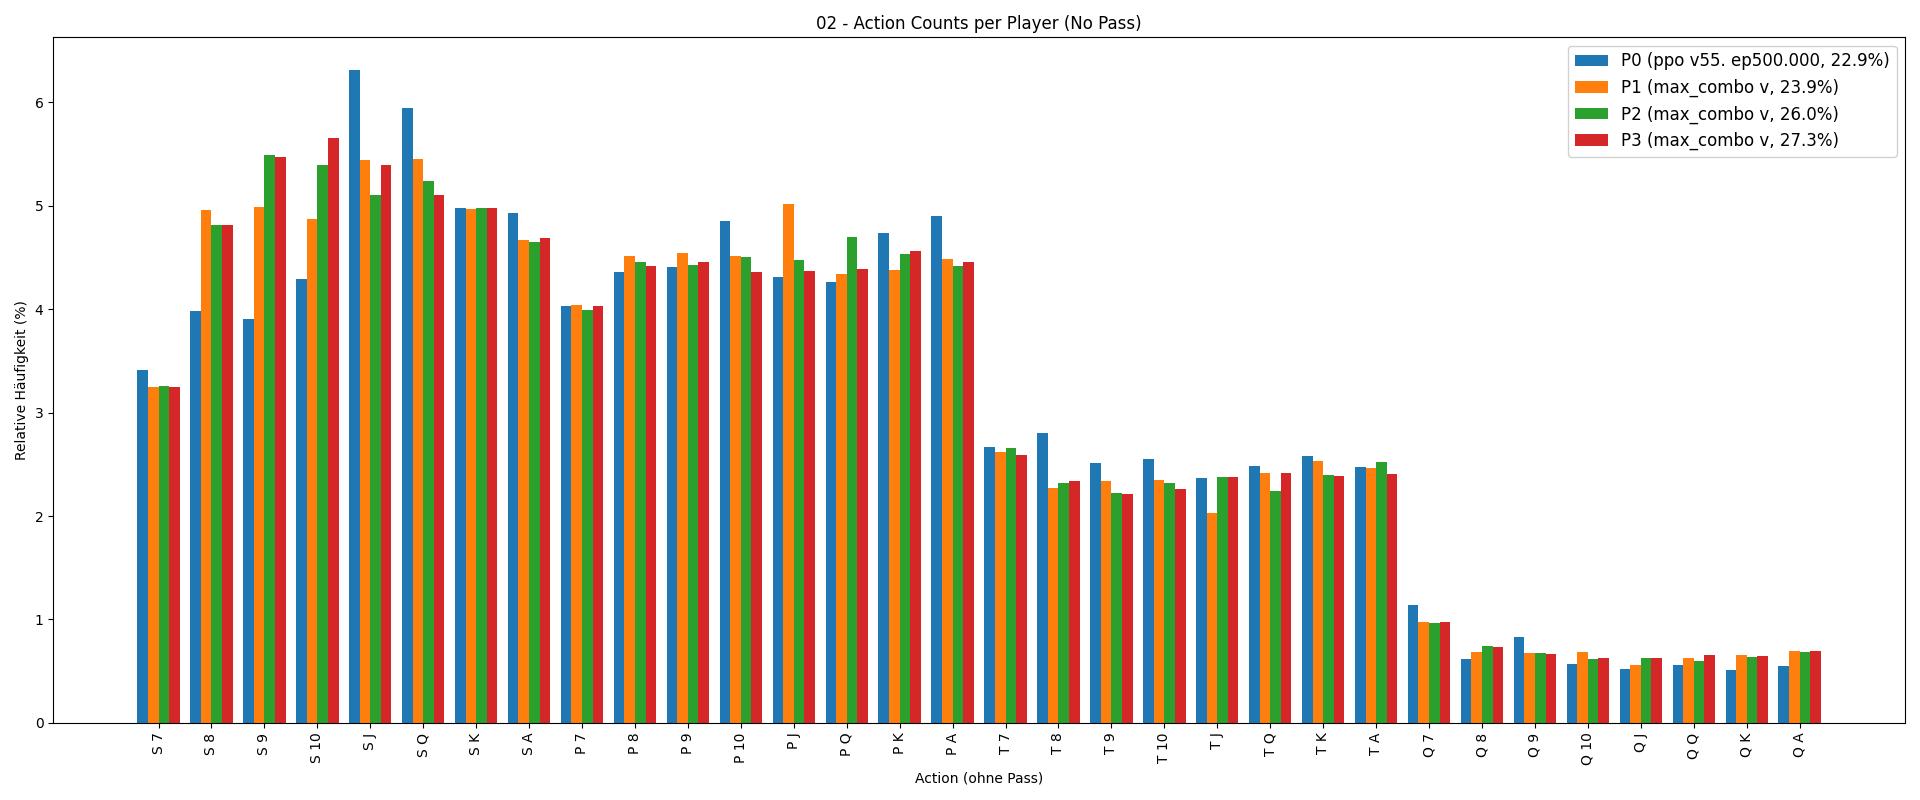 02 - Action Counts per Player (No Pass)
P0 (ppo v55. ep500.000, 22.9%)
P1 (max_combo v, 23.9%)
P2 (max_combo v, 26.0%)
P3 (max_combo v, 27.3%)
Relative Häufigkeit (%)
6
5
4
3
2
1
0
S 7
S 8
S 9
S 10
S J
S Q
S K
S A
P 7
P 8
P 9
P 10
P J
P Q
P K
P A
T 7
T 8
T 9
T 10
T J
T Q
T K
T A
Q 7
Q 8
Q 9
Q 10
Q J
Q Q
Q K
Q A
Action (ohne Pass)